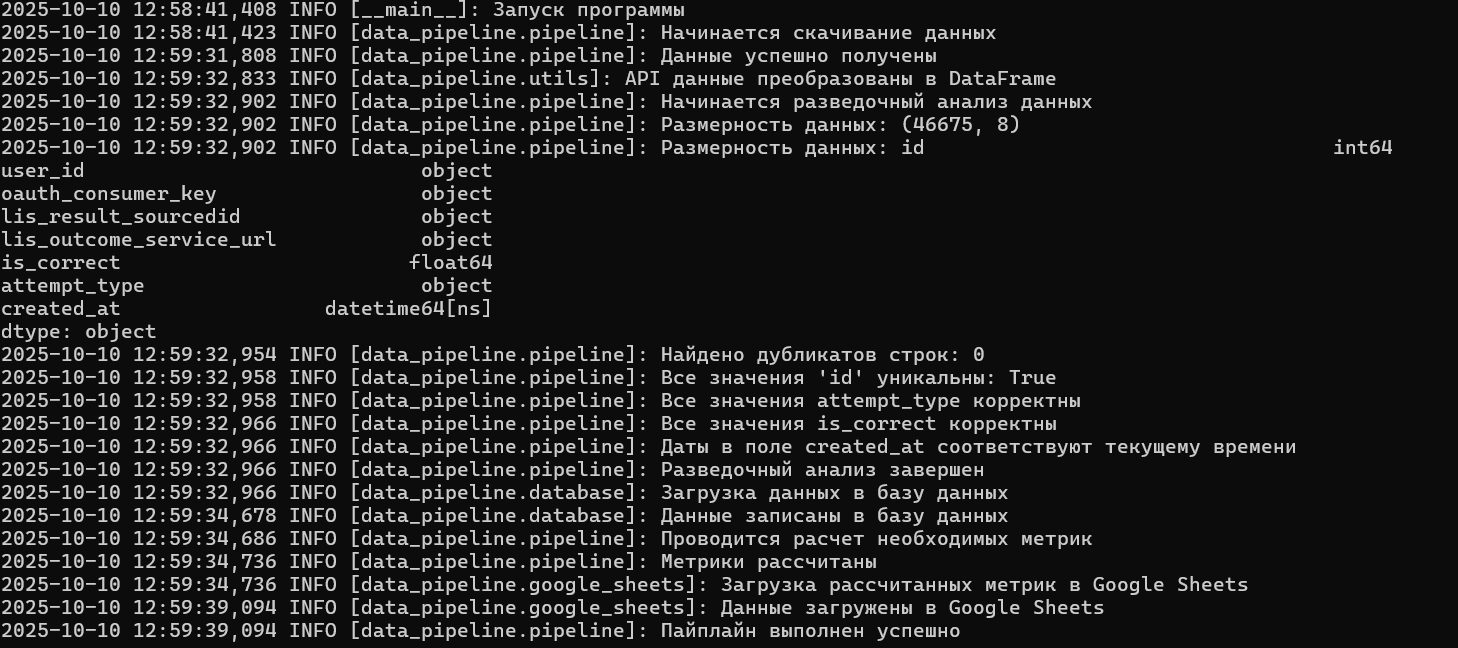 2025-10-10 12:58:41,408 INFO [__main__]: Запуск программы
2025-10-10 12:58:41,423 INFO [data_pipeline.pipeline]: Начинается скачивание данных
2025-10-10 12:59:31,808 INFO [data_pipeline.pipeline]: Данные успешно получены
2025-10-10 12:59:32,833 INFO [data_pipeline.utils]: API данные преобразованы в DataFrame
2025-10-10 12:59:32,902 INFO [data_pipeline.pipeline]: Начинается разведочный анализ данных
2025-10-10 12:59:32,902 INFO [data_pipeline.pipeline]: Размерность данных: (46675, 8)
2025-10-10 12:59:32,902 INFO [data_pipeline.pipeline]: Размерность данных: id int64
user_id object
oauth_consumer_key object
lis_result_sourcedid object
lis_outcome_service_url object
is_correct float64
attempt_type object
created_at datetime64[ns]
dtype: object
2025-10-10 12:59:32,954 INFO [data_pipeline.pipeline]: Найдено дубликатов строк: 0
2025-10-10 12:59:32,958 INFO [data_pipeline.pipeline]: Все значения 'id' уникальны: True
2025-10-10 12:59:32,958 INFO [data_pipeline.pipeline]: Все значения attempt_type корректны
2025-10-10 12:59:32,966 INFO [data_pipeline.pipeline]: Все значения is_correct корректны
2025-10-10 12:59:32,966 INFO [data_pipeline.pipeline]: Даты в поле created_at соответствуют текущему времени
2025-10-10 12:59:32,966 INFO [data_pipeline.pipeline]: Разведочный анализ завершен
2025-10-10 12:59:32,966 INFO [data_pipeline.database]: Загрузка данных в базу данных
2025-10-10 12:59:34,678 INFO [data_pipeline.database]: Данные записаны в базу данных
2025-10-10 12:59:34,686 INFO [data_pipeline.pipeline]: Проводится расчет необходимых метрик
2025-10-10 12:59:34,736 INFO [data_pipeline.pipeline]: Метрики рассчитаны
2025-10-10 12:59:34,736 INFO [data_pipeline.google_sheets]: Загрузка рассчитанных метрик в Google Sheets
2025-10-10 12:59:39,094 INFO [data_pipeline.google_sheets]: Данные загружены в Google Sheets
2025-10-10 12:59:39,094 INFO [data_pipeline.pipeline]: Пайплайн выполнен успешно